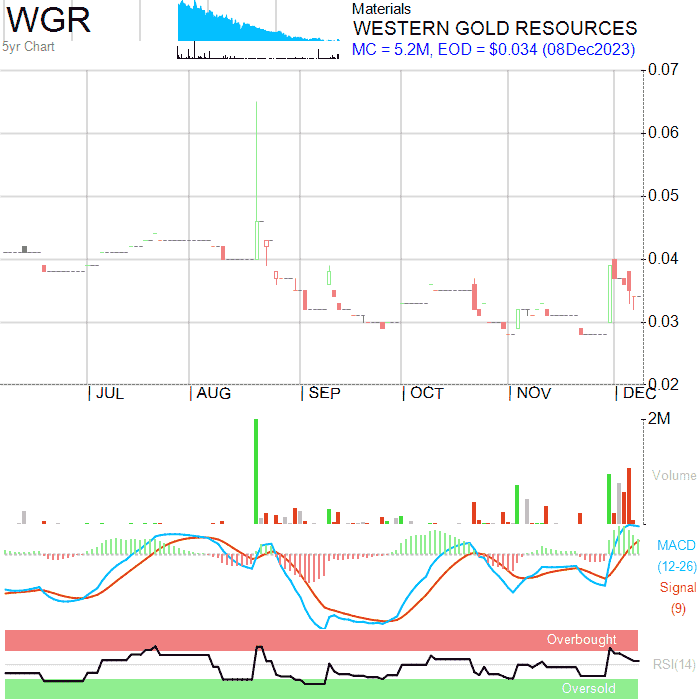 WGR
5yr Chart
Materials
WESTERN GOLD RESOURCES
MC = 5.2M, EOD = $0.034 (08Dec2023)
0.07
0.06
0.05
0.04
0.03
0.02
JUL AUG SEP OCT NOV DEC
2M
Volume
MACD
(12-26)
Signal
(9)
Overbought
RSI(14)
Oversold